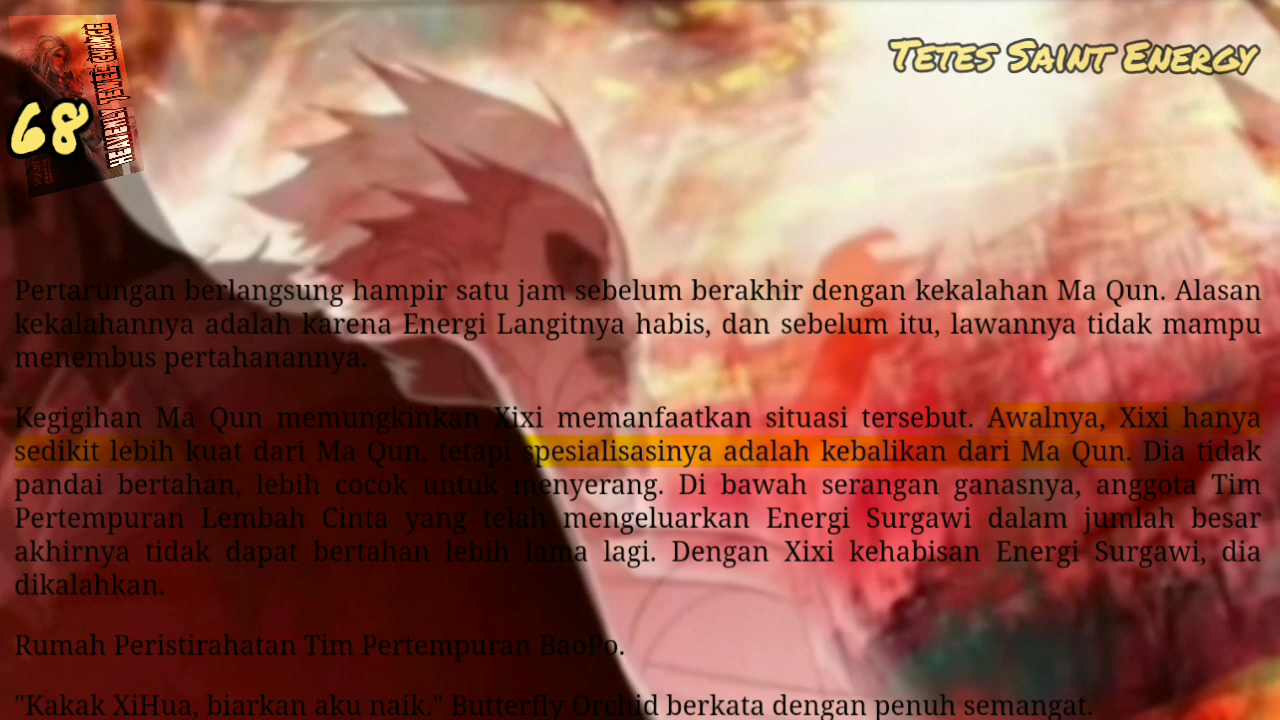 Tetes Saint Energy
68
HEAVENLY JEWEL CHANGE
Pertarungan berlangsung hampir satu jam sebelum berakhir dengan kekalahan Ma Qun. Alasan
kekalahannya adalah karena Energi Langitnya habis, dan sebelum itu, lawannya tidak mampu
menembus pertahanannya.
Kegigihan Ma Qun memungkinkan Xixi memanfaatkan situasi tersebut. Awalnya, Xixi hanya
sedikit lebih kuat dari Ma Qun, tetapi spesialisasinya adalah kebalikan dari Ma Qun. Dia tidak
pandai bertahan, lebih cocok untuk menyerang. Di bawah serangan ganasnya, anggota Tim
Pertempuran Lembah Cinta yang telah mengeluarkan Energi Surgawi dalam jumlah besar
akhirnya tidak dapat bertahan lebih lama lagi. Dengan Xixi kehabisan Energi Surgawi, dia
dikalahkan.
Rumah Peristirahatan Tim Pertempuran BaoPo.
"Kakak XiHua, biarkan aku naik." Butterfly Orchid berkata dengan penuh semangat.